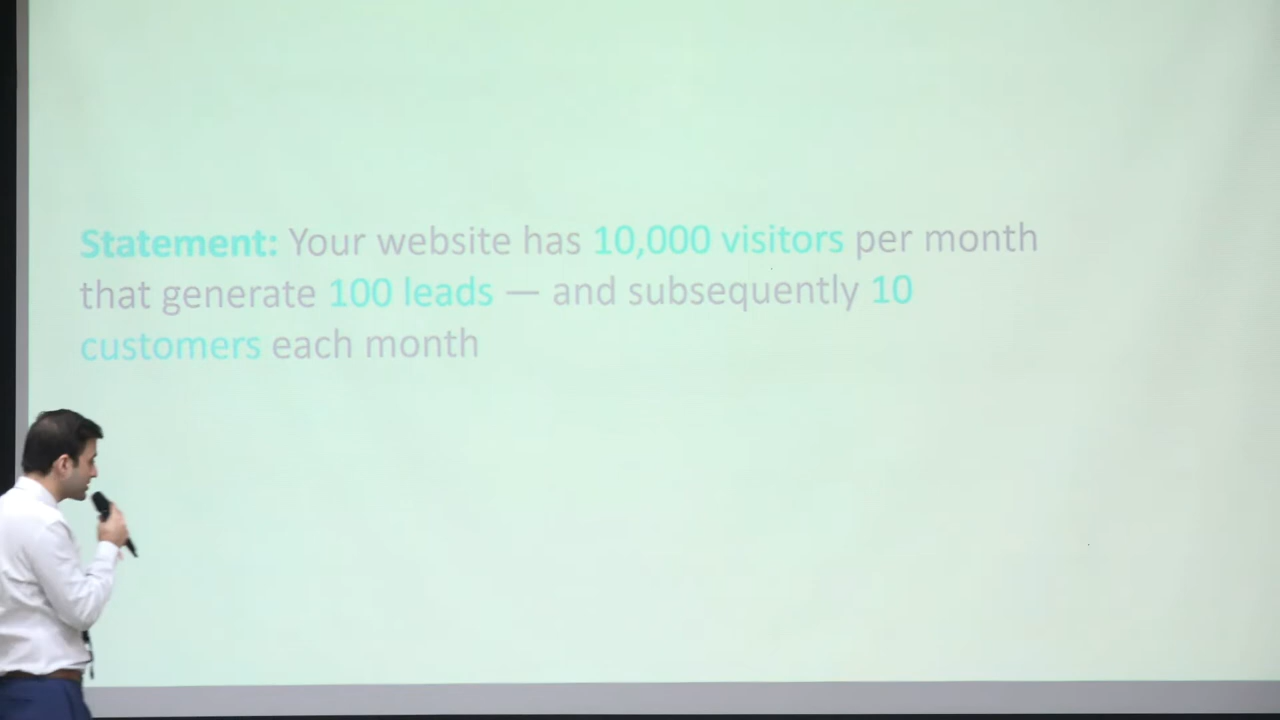 Statement: Your website has 10,000 visitors per month
that generate 100 leads — and subsequently 10
customers each month